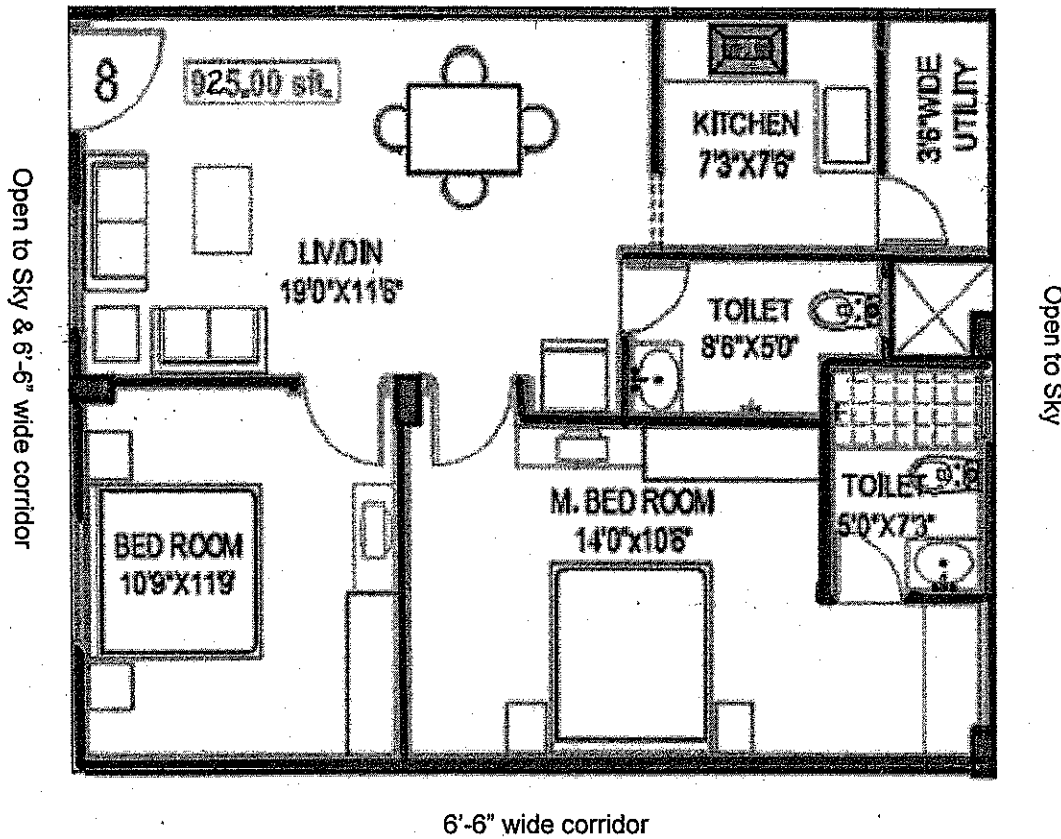 8
925.00 sft.
KITCHEN
7'3"X7'6"
3'6"WIDE
UTILITY
LIV/DIN
19'0"X11'6"
TOILET
8'6"X5'0"
Open to Sky & 6'-6" wide corridor
Open to Sky
M. BED ROOM
14'0"x10'6"
TOILET
5'0"X7'3"
BED ROOM
10'9"X11'9
6'-6" wide corridor